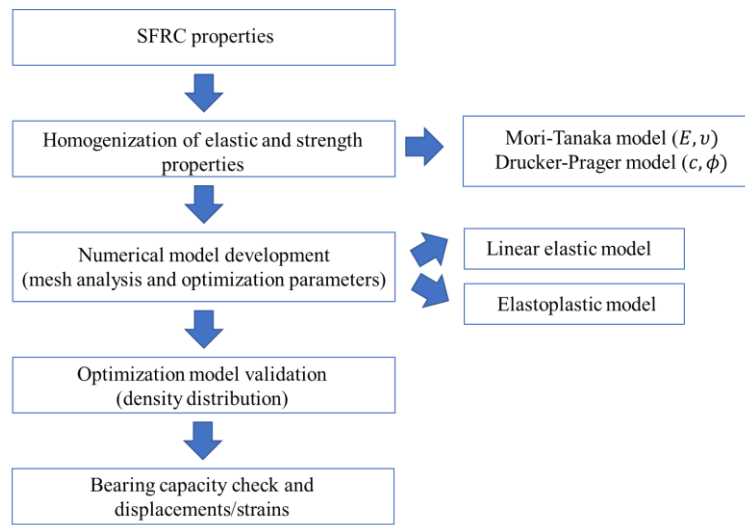 SFRC properties
Homogenization of elastic and strength
properties
Mori-Tanaka model (𝐸, 𝜐)
Drucker-Prager model (𝑐, 𝜙)
Numerical model development
(mesh analysis and optimization parameters)
Linear elastic model
Elastoplastic model
Optimization model validation
(density distribution)
Bearing capacity check and
displacements/strains